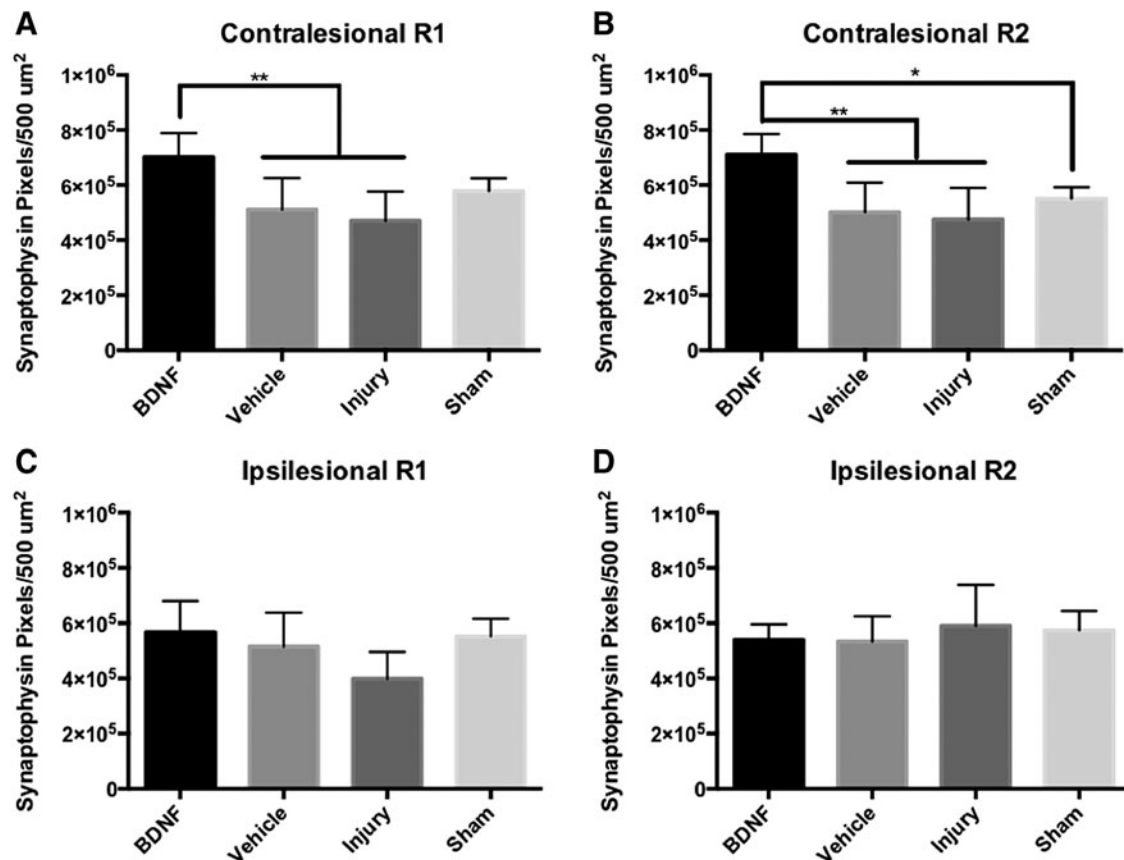 A
Contralesional R1
Synaptophysin Pixels/500 um²
1×10⁶
8×10⁵
6×10⁵
4×10⁵
2×10⁵
0
**
BDNF
Vehicle
Injury
Sham
B
Contralesional R2
Synaptophysin Pixels/500 um²
1×10⁶
8×10⁵
6×10⁵
4×10⁵
2×10⁵
0
*
**
BDNF
Vehicle
Injury
Sham
C
Ipsilesional R1
Synaptophysin Pixels/500 um²
1×10⁶
8×10⁵
6×10⁵
4×10⁵
2×10⁵
0
BDNF
Vehicle
Injury
Sham
D
Ipsilesional R2
Synaptophysin Pixels/500 um²
1×10⁶
8×10⁵
6×10⁵
4×10⁵
2×10⁵
0
BDNF
Vehicle
Injury
Sham